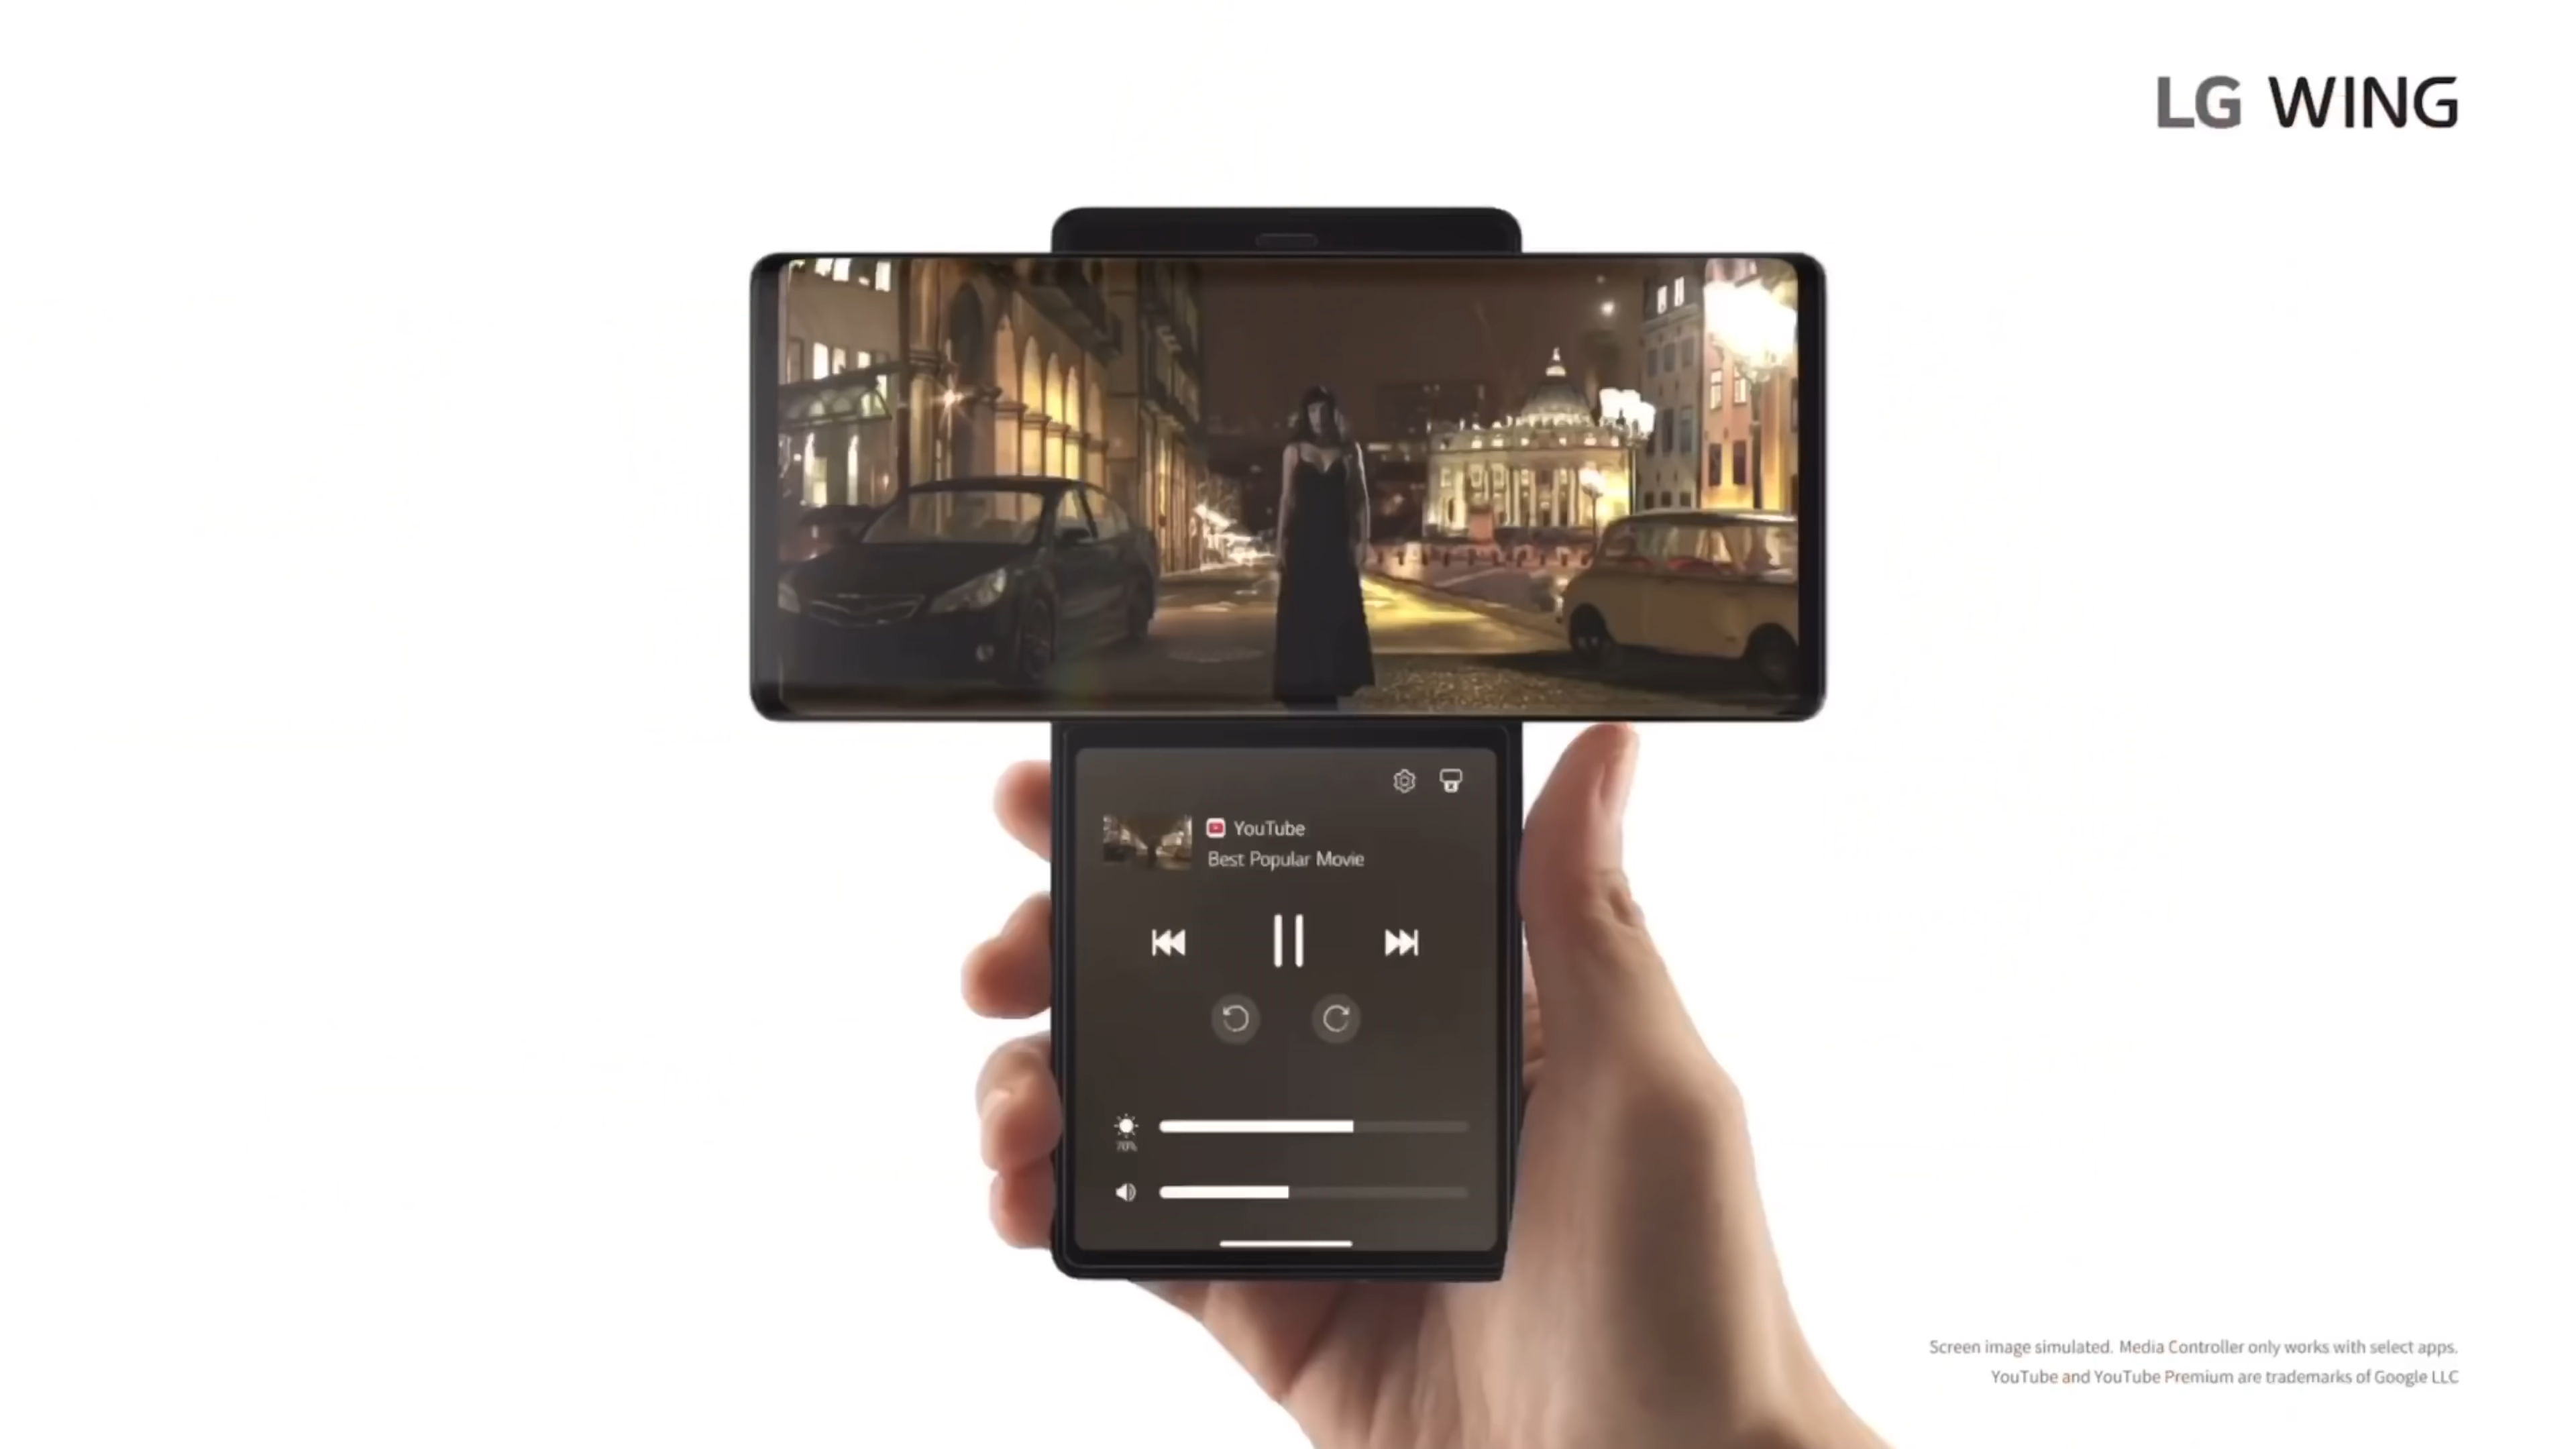 LG WING
YouTube
Best Popular Movie
70%
Screen image simulated. Media Controller only works with select apps.
YouTube and YouTube Premium are trademarks of Google LLC